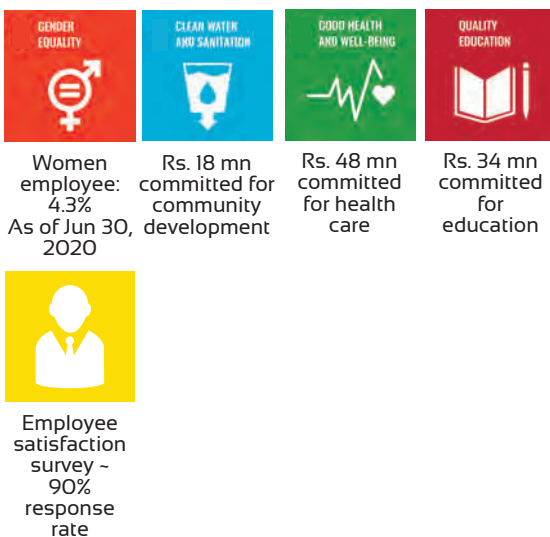 GENDER
EQUALITY
Women
employee:
4.3%
As of Jun 30,
2020
CLEAN WATER
AND SANITATION
Rs. 18 mn
committed for
community
development
GOOD HEALTH
AND WELL-BEING
Rs. 48 mn
committed
for health
care
QUALITY
EDUCATION
Rs. 34 mn
committed
for
education
Employee
satisfaction
survey ~
90%
response
rate